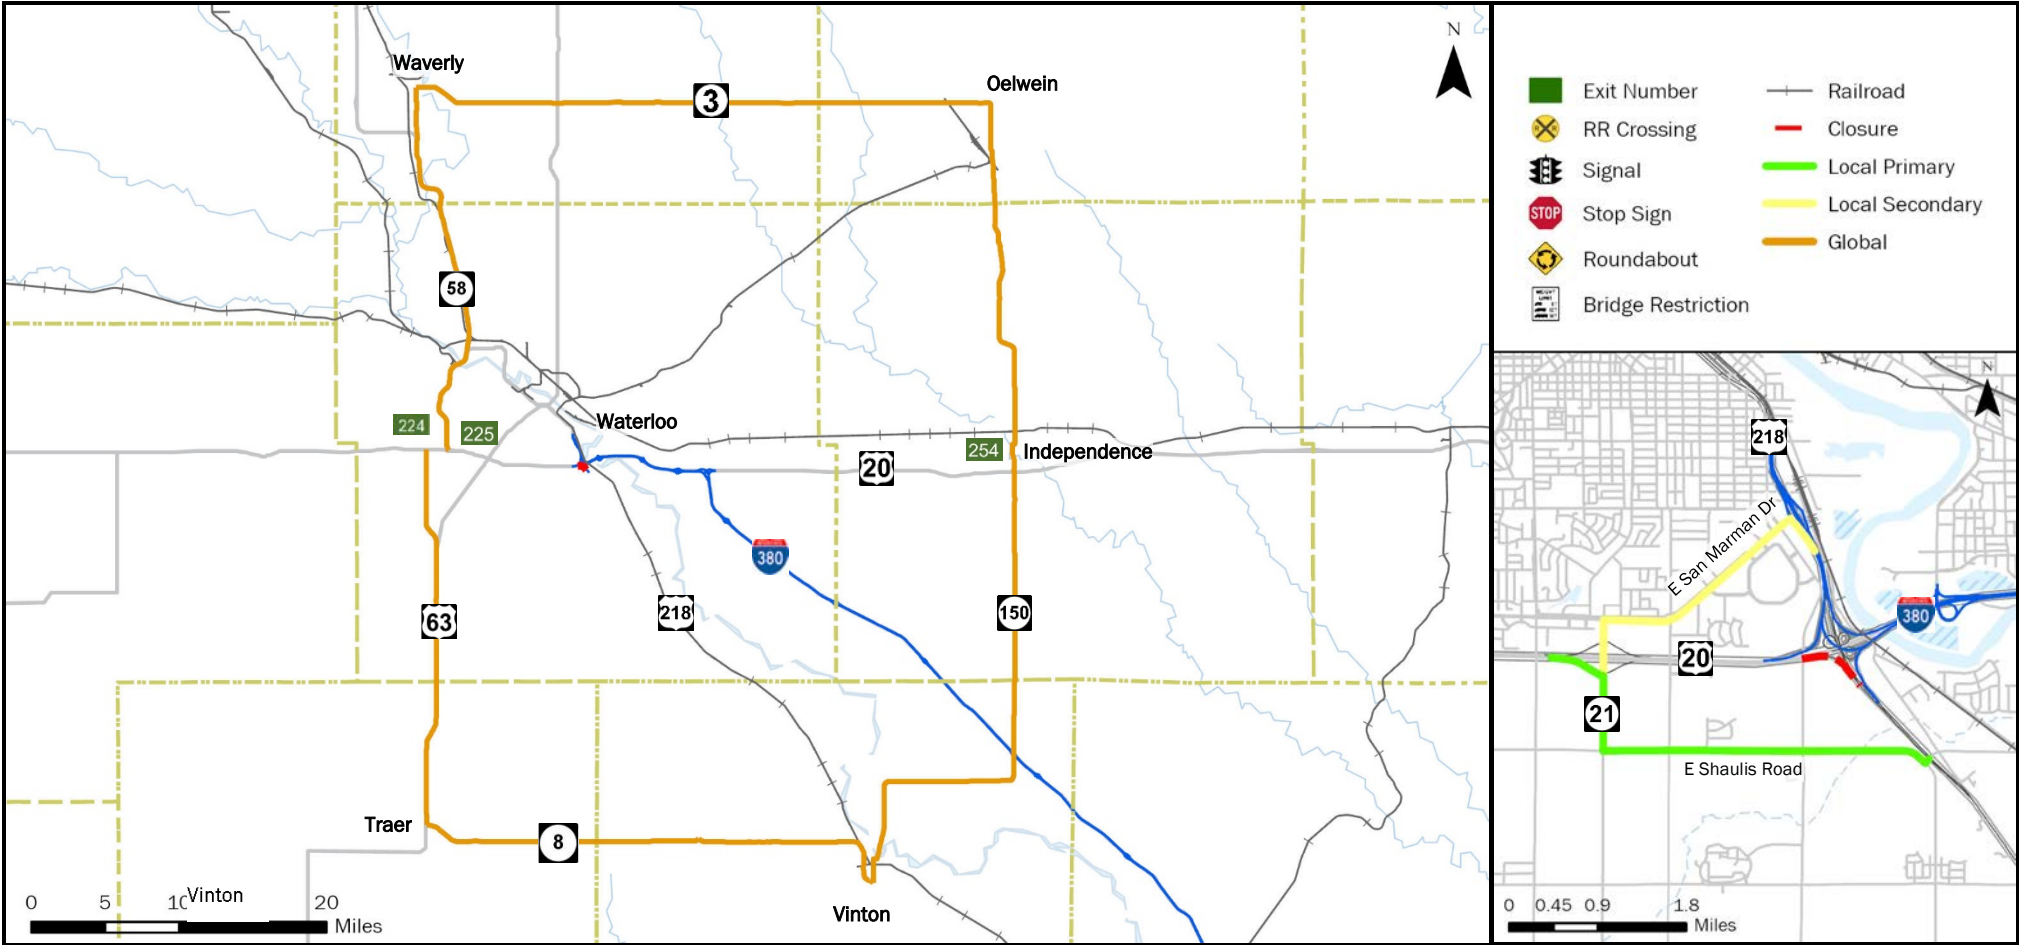 Waverly
Oelwein
N
3
58
224
225
Waterloo
254
Independence
20
380
63
218
150
Traer
8
Vinton
0 5 10 20
Vinton
Miles
Exit Number
RR Crossing
Signal
STOP
Stop Sign
Roundabout
WEIGHT
LIMIT
Bridge Restriction
Railroad
Closure
Local Primary
Local Secondary
Global
N
218
E San Marman Dr
380
20
21
E Shaulis Road
0 0.45 0.9 1.8
Miles